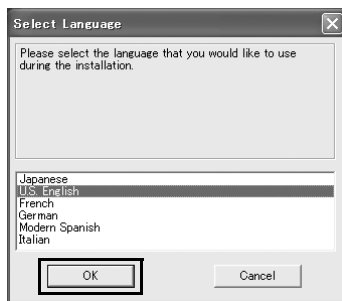 Select Language
Please select the language that you would like to use
during the installation.
Japanese
U.S. English
French
German
Modern Spanish
Italian
OK
Cancel